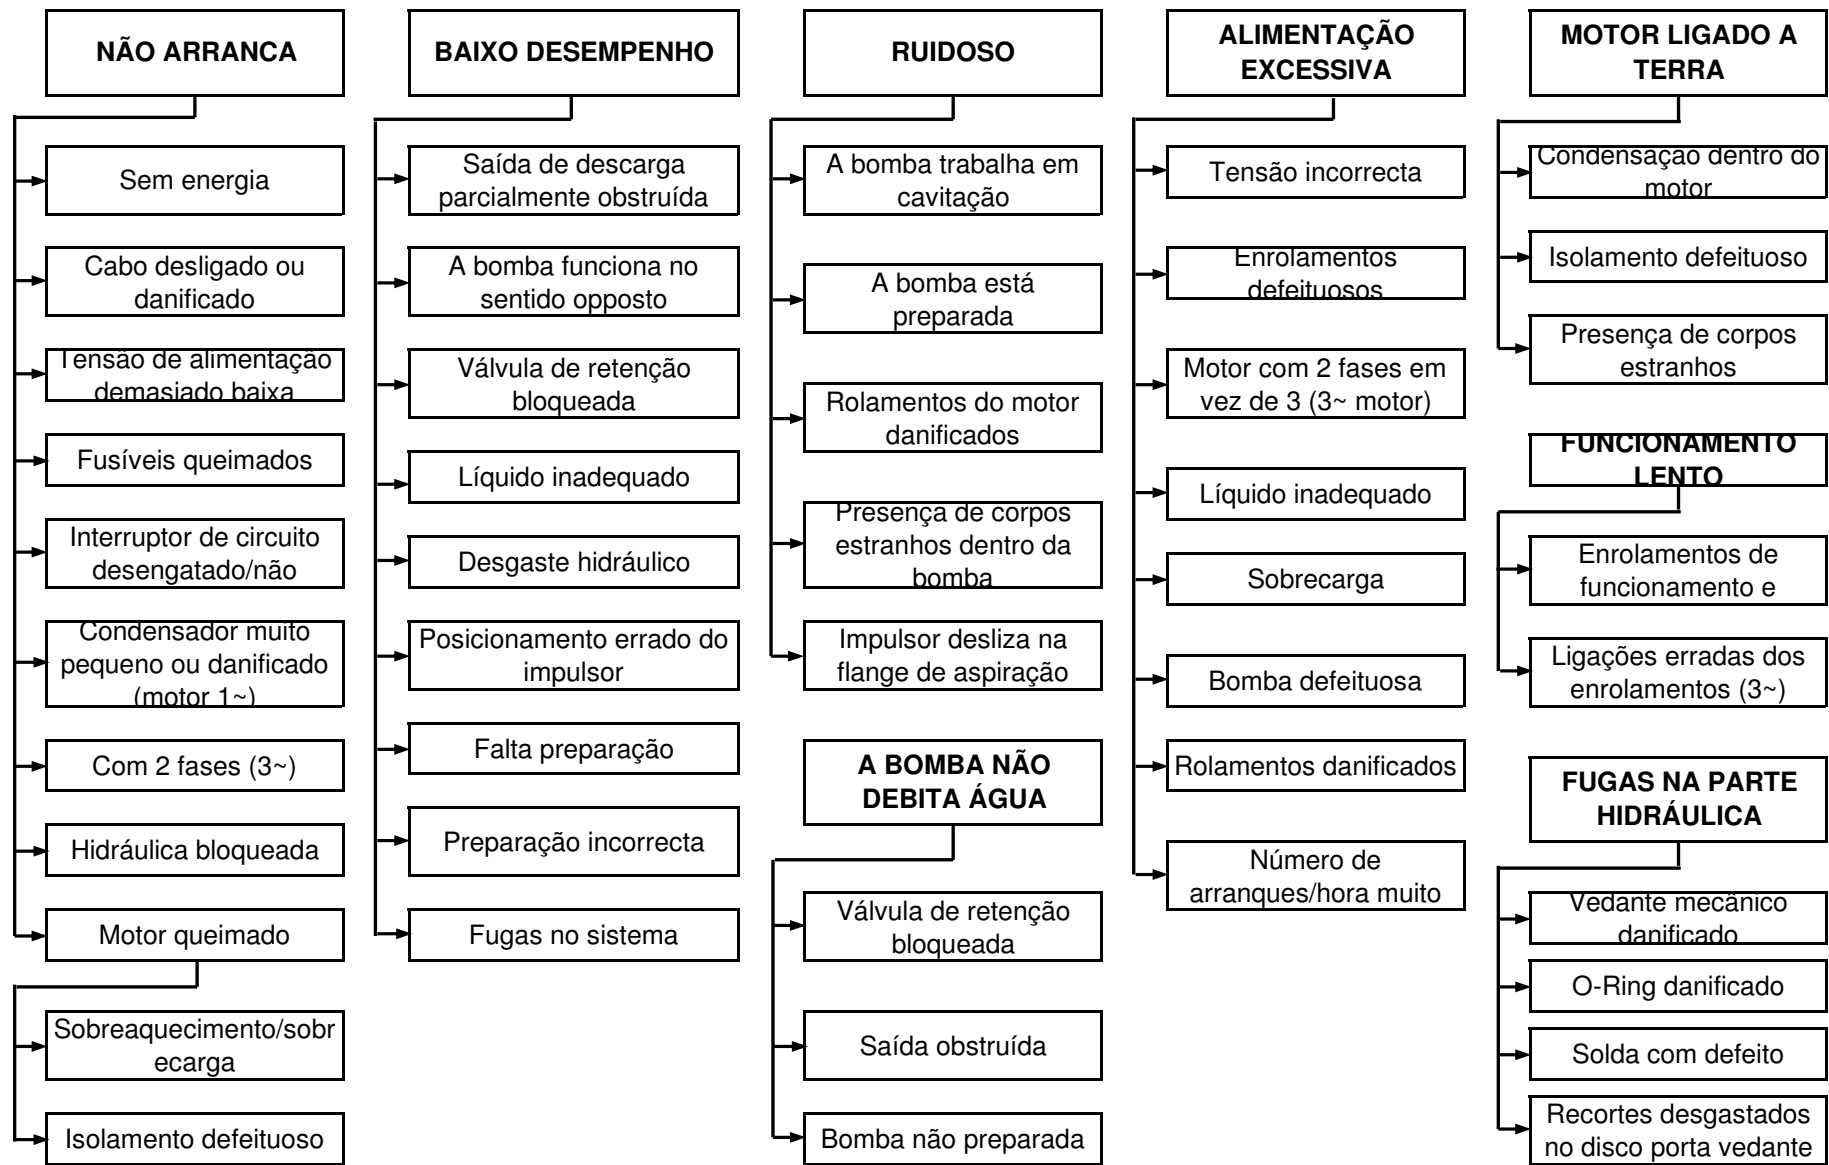 NÃO ARRANCA
Sem energia
Cabo desligado ou
danificado
Tensão de alimentação
demasiado baixa
Fusíveis queimados
Interruptor de circuito
desengatado/não
Condensador muito
pequeno ou danificado
(motor 1~)
Com 2 fases (3~)
Hidráulica bloqueada
Motor queimado
Sobreaquecimento/sobr
ecarga
Isolamento defeituoso
BAIXO DESEMPENHO
Saída de descarga
parcialmente obstruída
A bomba funciona no
sentido opposto
Válvula de retenção
bloqueada
Líquido inadequado
Desgaste hidráulico
Posicionamento errado do
impulsor
Falta preparação
Preparação incorrecta
Fugas no sistema
RUIDOSO
A bomba trabalha em
cavitação
A bomba está
preparada
Rolamentos do motor
danificados
Presença de corpos
estranhos dentro da
bomba
Impulsor desliza na
flange de aspiração
A BOMBA NÃO
DEBITA ÁGUA
Válvula de retenção
bloqueada
Saída obstruída
Bomba não preparada
ALIMENTAÇÃO
EXCESSIVA
Tensão incorrecta
Enrolamentos
defeituosos
Motor com 2 fases em
vez de 3 (3~ motor)
Líquido inadequado
Sobrecarga
Bomba defeituosa
Rolamentos danificados
Número de
arranques/hora muito
MOTOR LIGADO A
TERRA
Condensação dentro do
motor
Isolamento defeituoso
Presença de corpos
estranhos
FUNCIONAMENTO
LENTO
Enrolamentos de
funcionamento e
Ligações erradas dos
enrolamentos (3~)
FUGAS NA PARTE
HIDRÁULICA
Vedante mecânico
danificado
O-Ring danificado
Solda com defeito
Recortes desgastados
no disco porta vedante